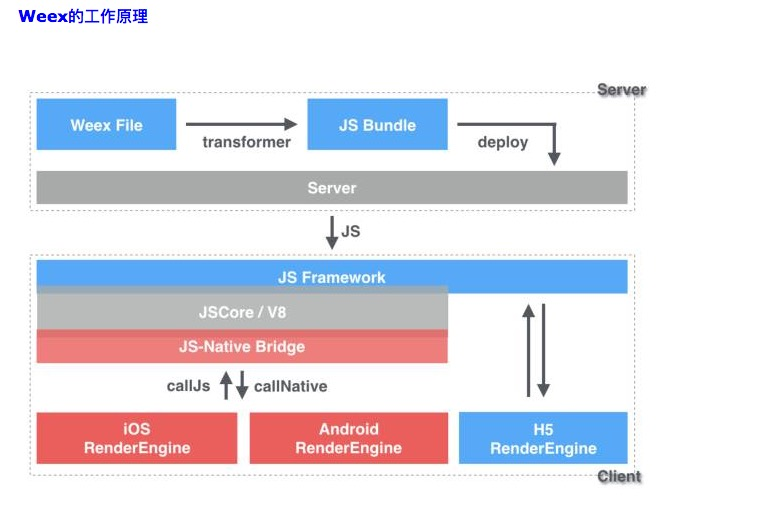 Weex的工作原理
Server
Weex File
transformer
JS Bundle
deploy
Server
JS
JS Framework
JSCore / V8
JS-Native Bridge
callJs
callNative
iOS
RenderEngine
Android
RenderEngine
H5
RenderEngine
Client